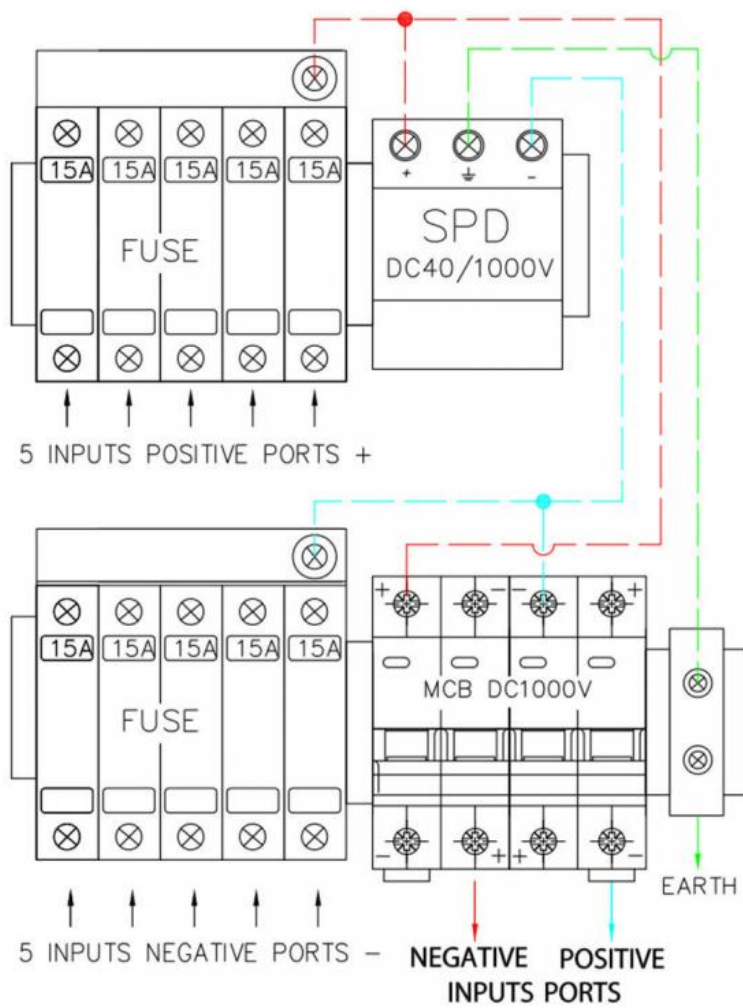 15A 15A 15A 15A 15A
FUSE
5 INPUTS POSITIVE PORTS +
+ -
SPD
DC40/1000V
15A 15A 15A 15A 15A
FUSE
5 INPUTS NEGATIVE PORTS -
+ - - +
MCB DC1000V
- + + -
EARTH
NEGATIVE POSITIVE
INPUTS PORTS